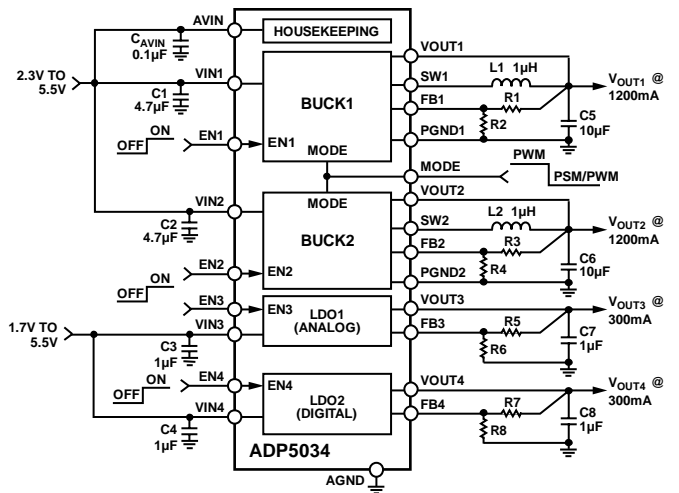 AVIN
HOUSEKEEPING
CAVIN
0.1µF
VOUT1
2.3V TO
5.5V
VIN1
C1
4.7µF
BUCK1
SW1
L1 1µH
VOUT1 @
1200mA
FB1
R1
R2
C5
10µF
ON
OFF
EN1
EN1
PGND1
MODE
MODE
PWM
PSM/PWM
VIN2
MODE
VOUT2
C2
4.7µF
BUCK2
SW2
L2 1µH
VOUT2 @
1200mA
FB2
R3
R4
C6
10µF
EN2
EN2
ON
OFF
PGND2
EN3
EN3
LDO1
(ANALOG)
VOUT3
VOUT3 @
300mA
1.7V TO
5.5V
VIN3
FB3
R5
R6
C7
1µF
C3
1µF
ON
OFF
EN4
EN4
LDO2
(DIGITAL)
VOUT4
VOUT4 @
300mA
VIN4
FB4
R7
R8
C8
1µF
C4
1µF
ADP5034
AGND